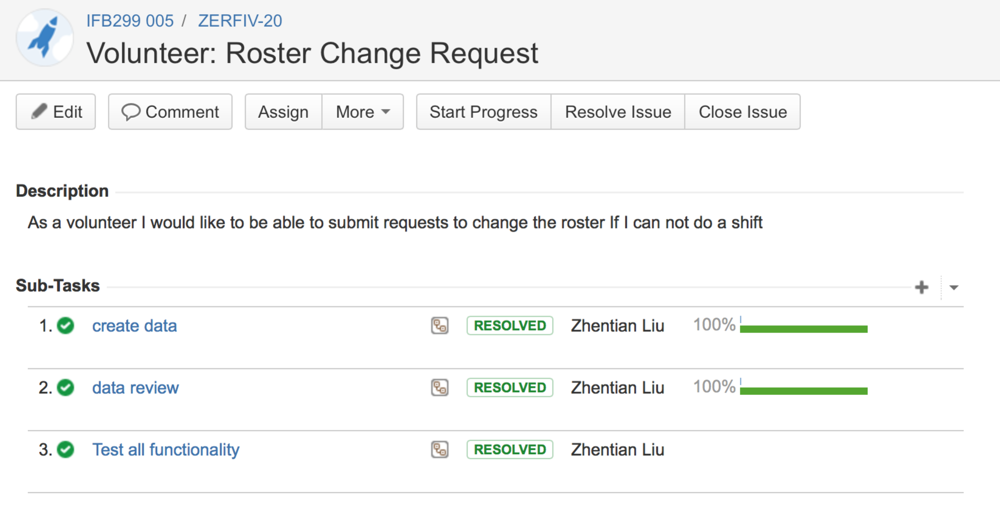 IFB299 005 / ZERFIV-20
Volunteer: Roster Change Request
Edit Comment Assign More Start Progress Resolve Issue Close Issue
Description
As a volunteer I would like to be able to submit requests to change the roster If I can not do a shift
Sub-Tasks
1. create data RESOLVED Zhentian Liu 100%
2. data review RESOLVED Zhentian Liu 100%
3. Test all functionality RESOLVED Zhentian Liu